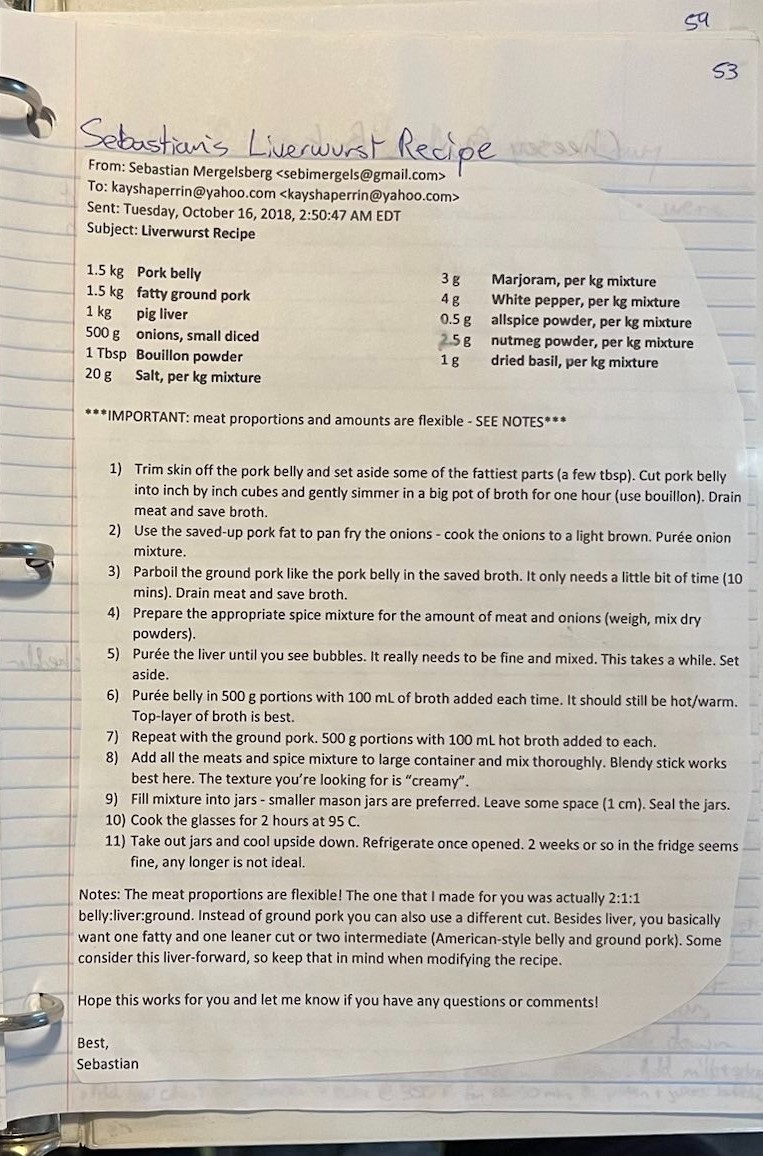 59
53
Sebastian's Liverwurst Recipe
From: Sebastian Mergelsberg <sebimergels@gmail.com>
To: kayshaperrin@yahoo.com <kayshaperrin@yahoo.com>
Sent: Tuesday, October 16, 2018, 2:50:47 AM EDT
Subject: Liverwurst Recipe
1.5 kg Pork belly
1.5 kg fatty ground pork
1 kg pig liver
500 g onions, small diced
1 Tbsp Bouillon powder
20 g Salt, per kg mixture
3 g Marjoram, per kg mixture
4 g White pepper, per kg mixture
0.5 g allspice powder, per kg mixture
2.5 g nutmeg powder, per kg mixture
1 g dried basil, per kg mixture
***IMPORTANT: meat proportions and amounts are flexible - SEE NOTES***
1) Trim skin off the pork belly and set aside some of the fattiest parts (a few tbsp). Cut pork belly
into inch by inch cubes and gently simmer in a big pot of broth for one hour (use bouillon). Drain
meat and save broth.
2) Use the saved-up pork fat to pan fry the onions - cook the onions to a light brown. Purée onion
mixture.
3) Parboil the ground pork like the pork belly in the saved broth. It only needs a little bit of time (10
mins). Drain meat and save broth.
4) Prepare the appropriate spice mixture for the amount of meat and onions (weigh, mix dry
powders).
5) Purée the liver until you see bubbles. It really needs to be fine and mixed. This takes a while. Set
aside.
6) Purée belly in 500 g portions with 100 mL of broth added each time. It should still be hot/warm.
Top-layer of broth is best.
7) Repeat with the ground pork. 500 g portions with 100 mL hot broth added to each.
8) Add all the meats and spice mixture to large container and mix thoroughly. Blendy stick works
best here. The texture you're looking for is "creamy".
9) Fill mixture into jars - smaller mason jars are preferred. Leave some space (1 cm). Seal the jars.
10) Cook the glasses for 2 hours at 95 C.
11) Take out jars and cool upside down. Refrigerate once opened. 2 weeks or so in the fridge seems
fine, any longer is not ideal.
Notes: The meat proportions are flexible! The one that I made for you was actually 2:1:1
belly:liver:ground. Instead of ground pork you can also use a different cut. Besides liver, you basically
want one fatty and one leaner cut or two intermediate (American-style belly and ground pork). Some
consider this liver-forward, so keep that in mind when modifying the recipe.
Hope this works for you and let me know if you have any questions or comments!
Best,
Sebastian